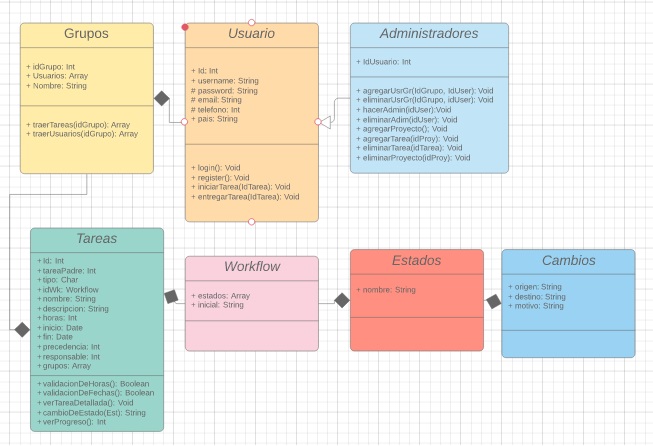 Grupos
+ idGrupo: Int
+ Usuarios: Array
+ Nombre: String
+ traerTareas(idGrupo): Array
+ traerUsuarios(idGrupo): Array
Usuario
+ Id: Int
+ username: String
# password: String
# email: String
# telefono: Int
+ pais: String
+ login(): Void
+ register(): Void
+ iniciarTarea(IdTarea): Void
+ entregarTarea(IdTarea): Void
Administradores
+ IdUsuario: Int
+ agregarUsrGr(IdGrupo, idUser):Void
+ eliminarUsr(IdGrupo, idUser): Void
+ hacerAdmin(idUser):Void
+ eliminarAdim(idUser): Void
+ agregarProyecto(): Void
+ agregarTarea(idProy): Void
+ eliminarTarea(idTarea): Void
+ eliminarProyecto(idProy):Void
Tareas
+ Id: Int
+ tareaPadre: Int
+ tipo: Char
+ idWk: Workflow
+ nombre: String
+ descripcion: String
+ horas: Int
+ inicio: Date
+ fin: Date
+ precedencia: Int
+ responsable: Int
+ grupos: Array
+ validacionDeHoras(): Boolean
+ validacionDeFechas(): Boolean
+ verTareaDetallada(): Void
+ cambioDeEstado(Est): String
+ verProgreso(): Int
Workflow
+ estados: Array
+ inicial: String
Estados
+ nombre: String
Cambios
+ origen: String
+ destino: String
+ motivo: String